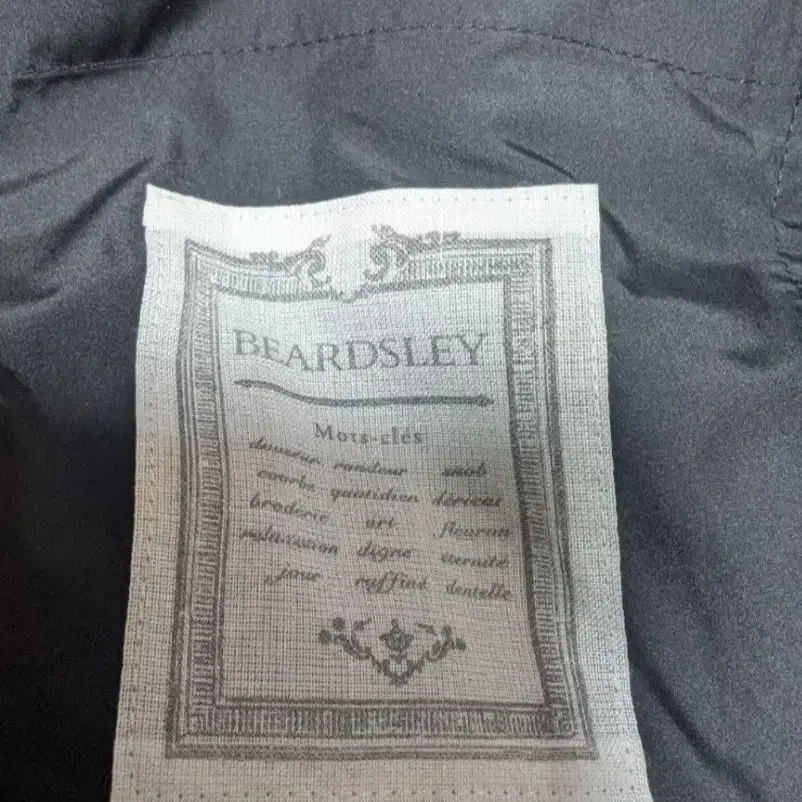 BEARDSLEY
Mots-clés
douceur rondeur snob
courbe quotidien délicat
broderie art fleuron
relaxation digne éternité
jour raffiné dentelle